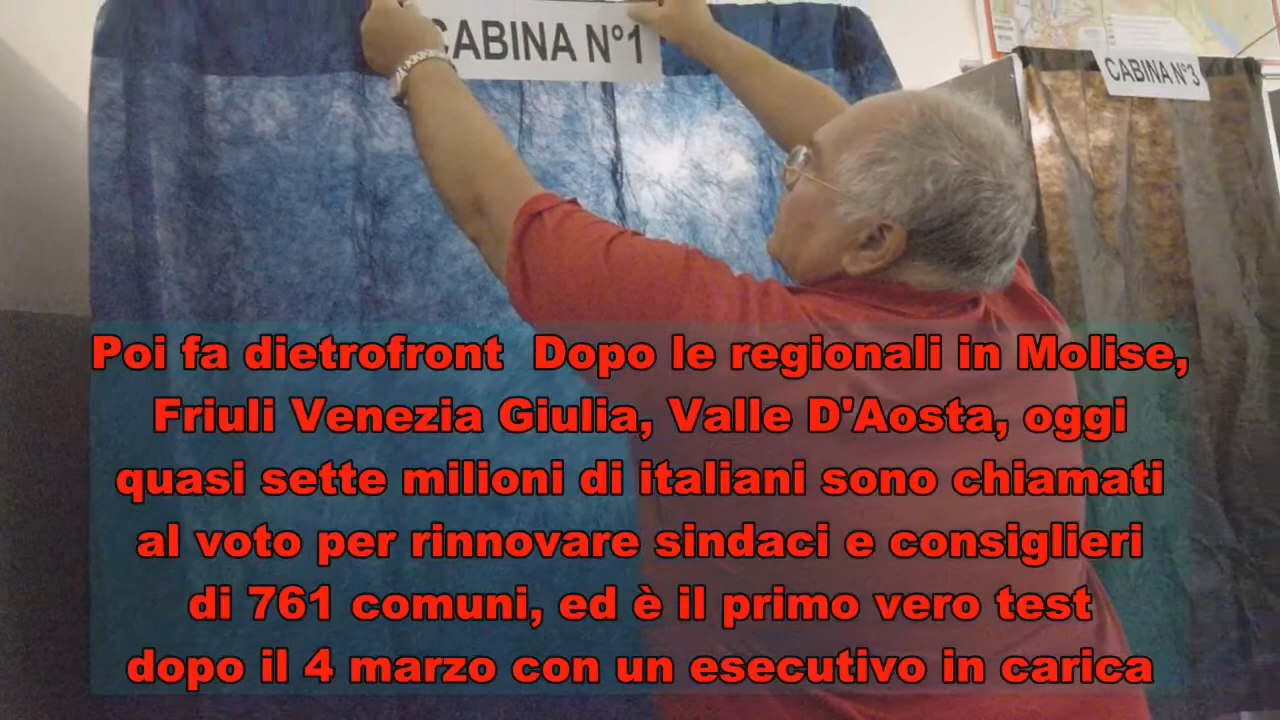 CABINA N°1
CABINA N°3
Poi fa dietrofront  Dopo le regionali in Molise,
Friuli Venezia Giulia, Valle D'Aosta, oggi
quasi sette milioni di italiani sono chiamati
al voto per rinnovare sindaci e consiglieri
di 761 comuni, ed è il primo vero test
dopo il 4 marzo con un esecutivo in carica